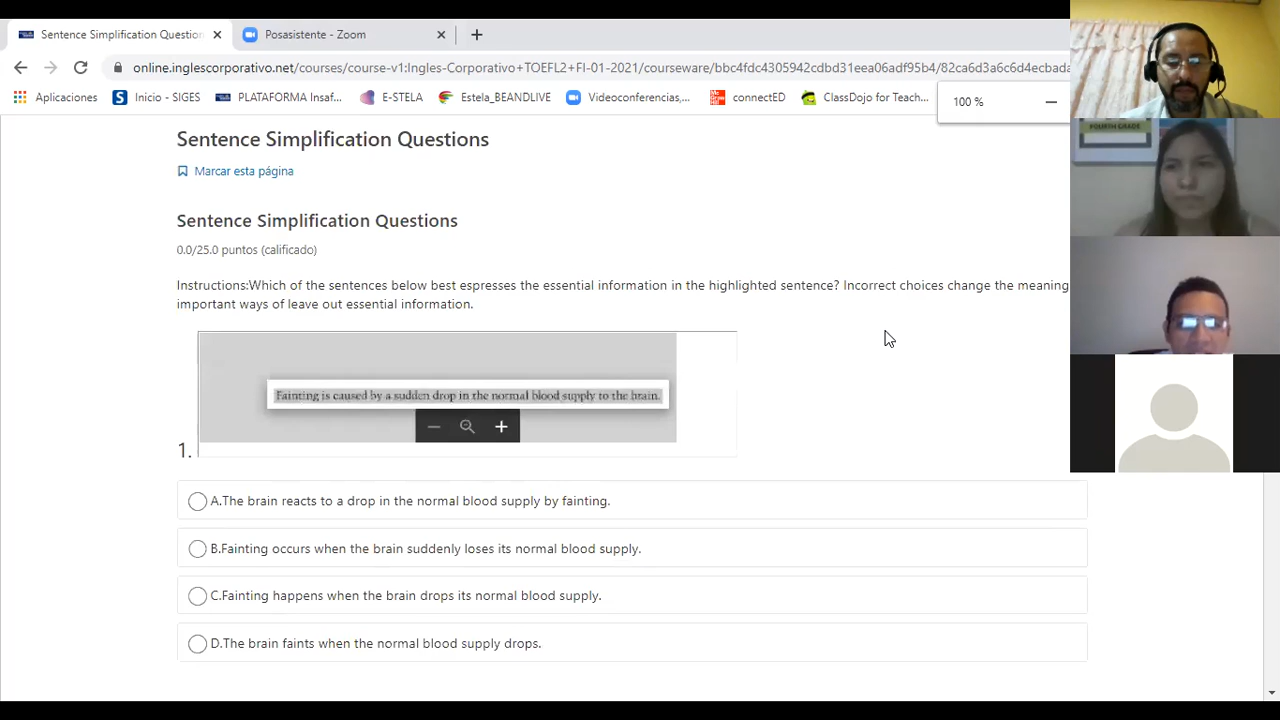 Sentence Simplification Question
Posasistente - Zoom
online.inglescorporativo.net/courses/course-v1:Ingles-Corporativo+TOEFL2+FI-01-2021/courseware/bbc4fdc4305942cdbd31eea06adf95b4/82ca6d3a6c6d4ecbada
Aplicaciones
Inicio - SIGES
PLATAFORMA Insaf...
E-STELA
Estela_BEANDLIVE
Videoconferencias,...
connectED
ClassDojo for Teach...
100 %
FOURTH GRADE
Sentence Simplification Questions
Marcar esta página
Sentence Simplification Questions
0.0/25.0 puntos (calificado)
Instructions:Which of the sentences below best espresses the essential information in the highlighted sentence? Incorrect choices change the meaning
important ways of leave out essential information.
Fainting is caused by a sudden drop in the normal blood supply to the brain.
1.
A.The brain reacts to a drop in the normal blood supply by fainting.
B.Fainting occurs when the brain suddenly loses its normal blood supply.
C.Fainting happens when the brain drops its normal blood supply.
D.The brain faints when the normal blood supply drops.